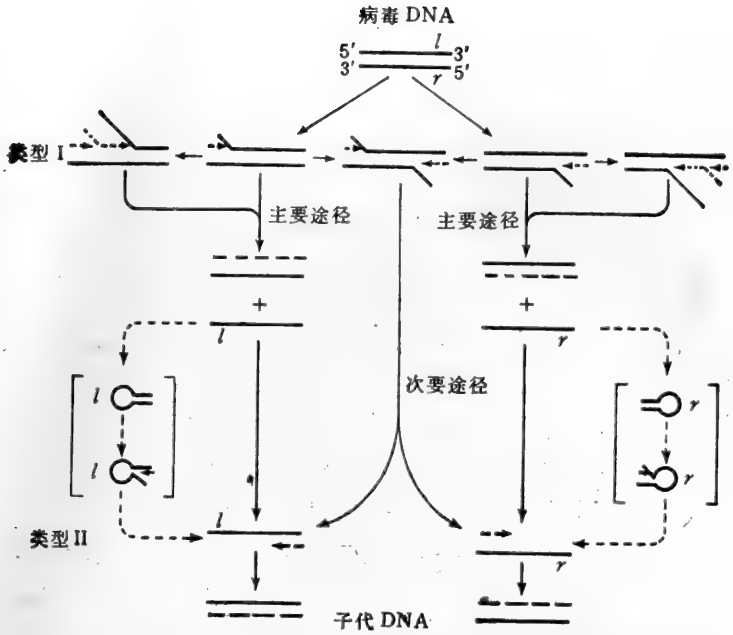 病毒 DNA
l
5′ 3′
3′ 5′
r
类型 I
主要途径 主要途径
+ +
l r
次要途径
l r
l r
l
类型 II
r
子代 DNA